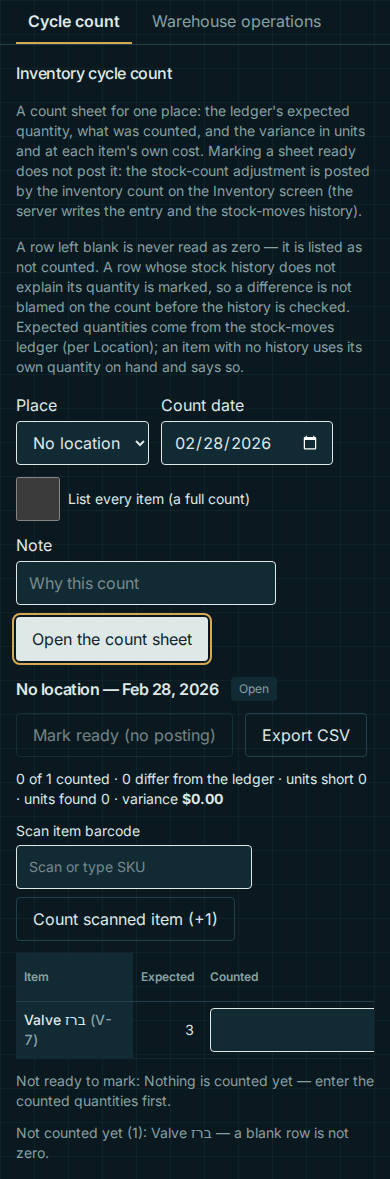 Cycle count Warehouse operations
Inventory cycle count
A count sheet for one place: the ledger's expected
quantity, what was counted, and the variance in units
and at each item's own cost. Marking a sheet ready
does not post it: the stock-count adjustment is posted
by the inventory count on the Inventory screen (the
server writes the entry and the stock-moves history).
A row left blank is never read as zero — it is listed as
not counted. A row whose stock history does not
explain its quantity is marked, so a difference is not
blamed on the count before the history is checked.
Expected quantities come from the stock-moves
ledger (per Location); an item with no history uses its
own quantity on hand and says so.
Place Count date
No location 02/28/2026
List every item (a full count)
Note
Why this count
Open the count sheet
No location — Feb 28, 2026 Open
Mark ready (no posting) Export CSV
0 of 1 counted · 0 differ from the ledger · units short 0
· units found 0 · variance $0.00
Scan item barcode
Scan or type SKU
Count scanned item (+1)
Item Expected Counted
Valve ברז (V-
7) 3
Not ready to mark: Nothing is counted yet — enter the
counted quantities first.
Not counted yet (1): Valve ברז — a blank row is not
zero.